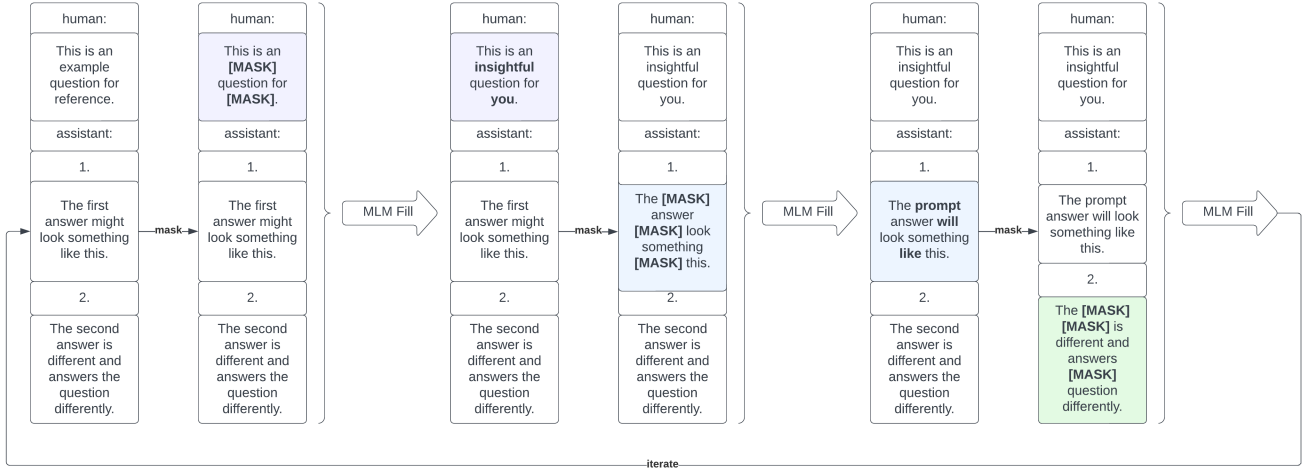 human:
This is an
example
question for
reference.
assistant:
1.
The first
answer might
look something
like this.
2.
The second
answer is
different and
answers the
question
differently.
mask
human:
This is an
[MASK]
question for
[MASK].
assistant:
1.
The first
answer might
look something
like this.
2.
The second
answer is
different and
answers the
question
differently.
MLM Fill
human:
This is an
insightful
question for
you.
assistant:
1.
The first
answer might
look something
like this.
2.
The second
answer is
different and
answers the
question
differently.
mask
human:
This is an
insightful
question for
you.
assistant:
1.
The [MASK]
answer
[MASK] look
something
[MASK] this.
2.
The second
answer is
different and
answers the
question
differently.
MLM Fill
human:
This is an
insightful
question for
you.
assistant:
1.
The prompt
answer will
look something
like this.
2.
The second
answer is
different and
answers the
question
differently.
mask
human:
This is an
insightful
question for
you.
assistant:
1.
The prompt
answer will look
something like
this.
2.
The [MASK]
[MASK] is
different and
answers
[MASK]
question
differently.
MLM Fill
iterate